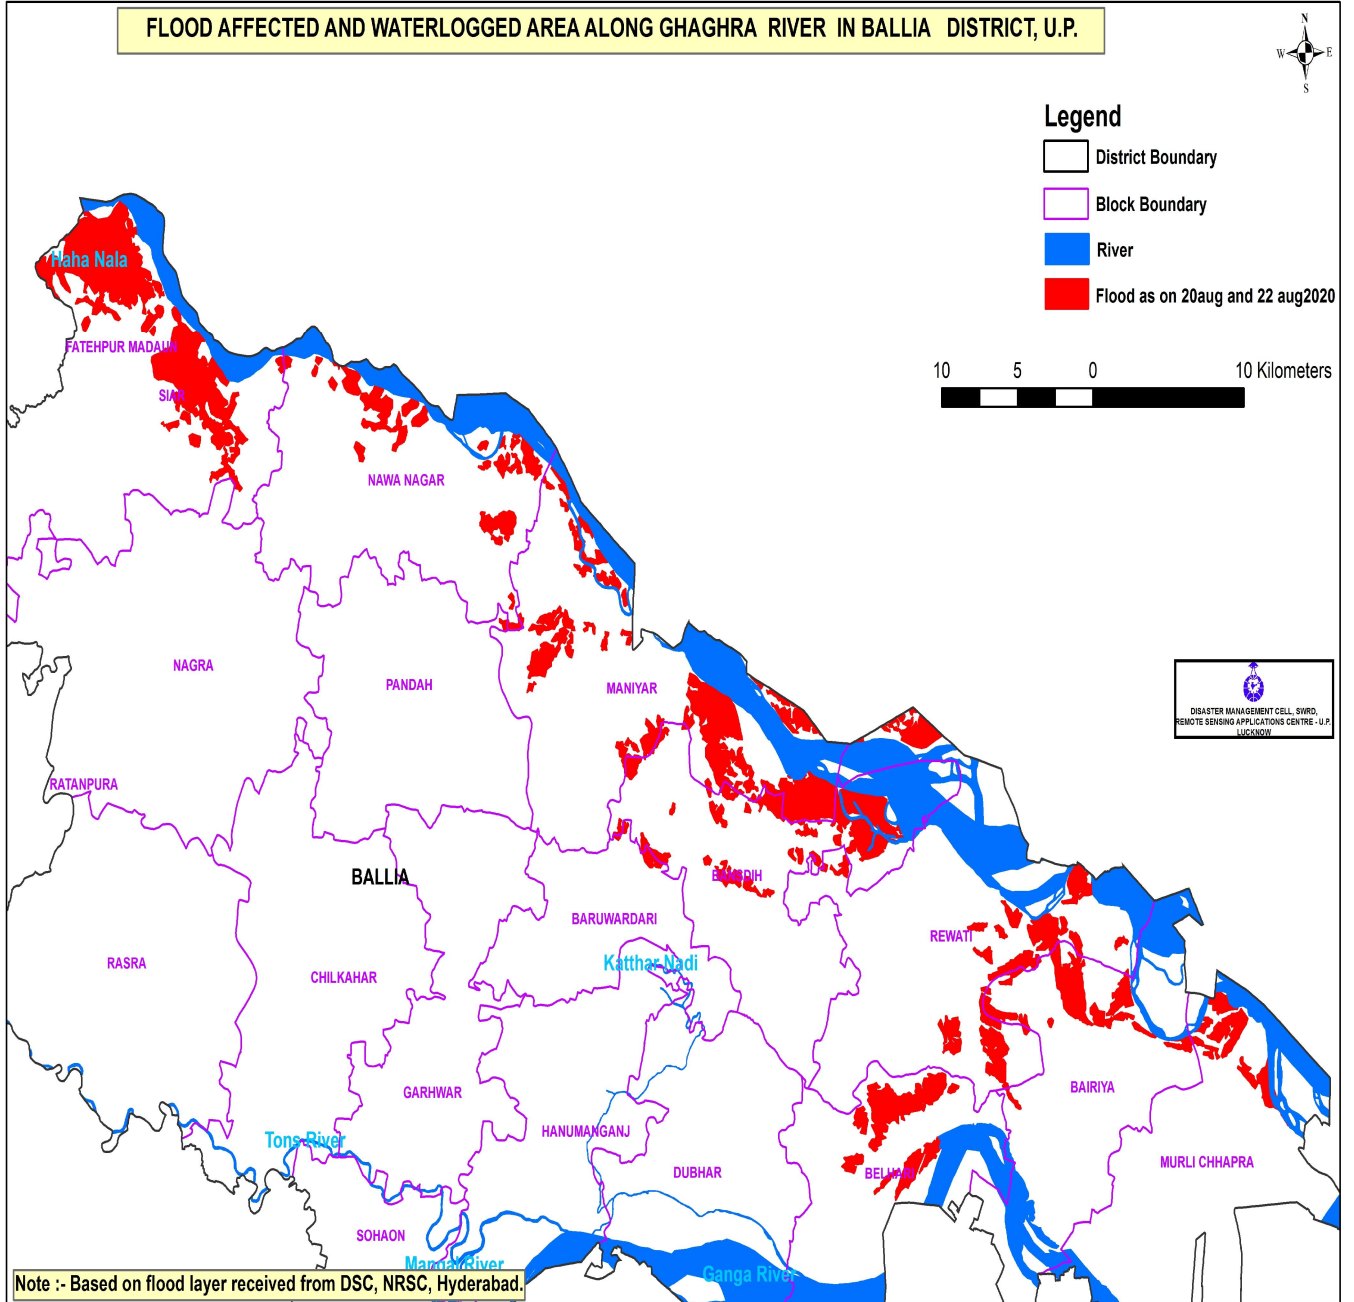 FLOOD AFFECTED AND WATERLOGGED AREA ALONG GHAGHRA RIVER IN BALLIA DISTRICT, U.P.
N
W E
S
Legend
District Boundary
Block Boundary
River
Flood as on 20aug and 22 aug2020
10 5 0 10 Kilometers
Haha Nala
FATEHPUR MADAUN
SIAR
NAWA NAGAR
NAGRA
PANDAH
MANIYAR
DISASTER MANAGEMENT CELL, SWRD,
REMOTE SENSING APPLICATIONS CENTRE - U.P.
LUCKNOW
RATANPURA
BALLIA
BANSDIH
BARUWARDARI
REWATI
RASRA
CHILKAHAR
Katthar Nadi
GARHWAR
BAIRIYA
HANUMANGANJ
Tons River
DUBHAR
BELHARI
MURLI CHHAPRA
SOHAON
Mangal River
Ganga River
Note :- Based on flood layer received from DSC, NRSC, Hyderabad.